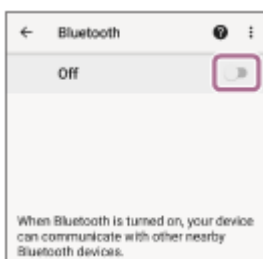 Bluetooth
Off
When Bluetooth is turned on, your device
can communicate with other nearby
Bluetooth devices.